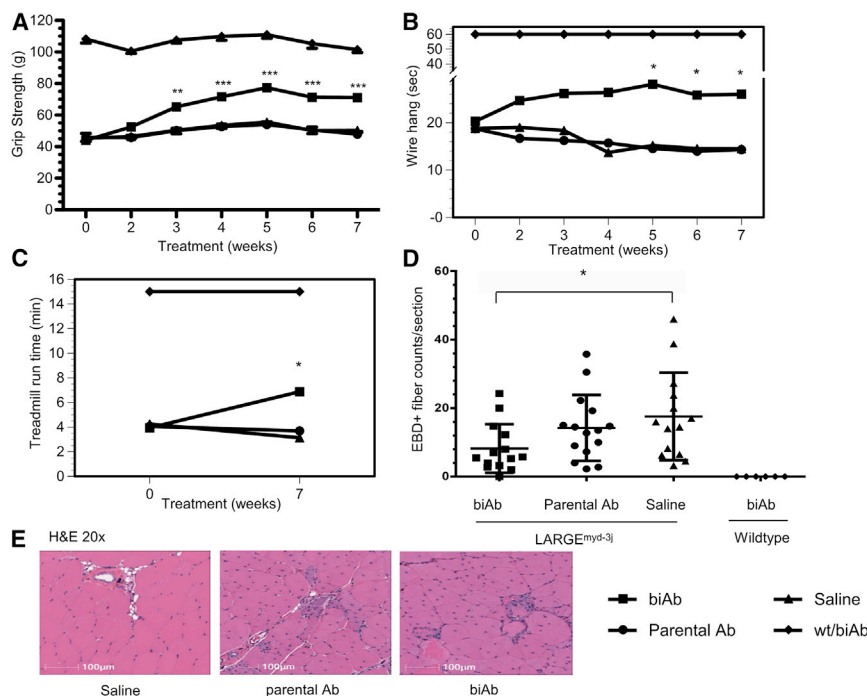 A
Grip Strength (g)
120
100
80
60
40
20
0
** *** *** *** ***
0 2 3 4 5 6 7
Treatment (weeks)
B
Wire hang (sec)
60
40
20
-0
* * *
0 2 3 4 5 6 7
Treatment (weeks)
C
Treadmill run time (min)
16
14
12
10
8
6
4
2
0
*
0 7
Treatment (weeks)
D
EBD+ fiber counts/section
60
40
20
0
*
biAb Parental Ab Saline biAb
LARGEmyd-3j Wildtype
E
H&E 20x
100µm 100µm 100µm
Saline parental Ab biAb
biAb Saline
Parental Ab wt/biAb